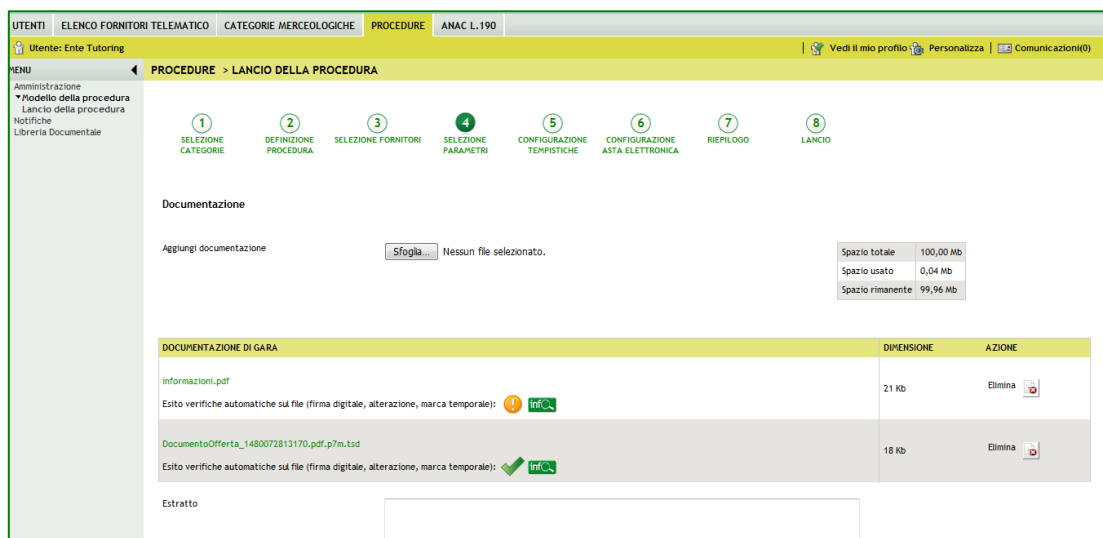 UTENTI ELENCO FORNITORI TELEMATICO CATEGORIE MERCEOLOGICHE PROCEDURE ANAC L.190
Utente: Ente Tutoring | Vedi il mio profilo Personalizza | Comunicazioni(0)
MENU
PROCEDURE > LANCIO DELLA PROCEDURA
Amministrazione
Modello della procedura
Lancio della procedura
Notifiche
Libreria Documentale
1 SELEZIONE CATEGORIE
2 DEFINIZIONE PROCEDURA
3 SELEZIONE FORNITORI
4 SELEZIONE PARAMETRI
5 CONFIGURAZIONE TEMPISTICHE
6 CONFIGURAZIONE ASTA ELETTRONICA
7 RIEPILOGO
8 LANCIO
Documentazione
Aggiungi documentazione Sfoglia... Nessun file selezionato.
Spazio totale 100,00 Mb
Spazio usato 0,04 Mb
Spazio rimanente 99,96 Mb
DOCUMENTAZIONE DI GARA DIMENSIONE AZIONE
informazioni.pdf
Esito verifiche automatiche sul file (firma digitale, alterazione, marca temporale): info
21 Kb Elimina
DocumentoOfferta_1480072813170.pdf.p7m.tsd
Esito verifiche automatiche sul file (firma digitale, alterazione, marca temporale): info
18 Kb Elimina
Estratto